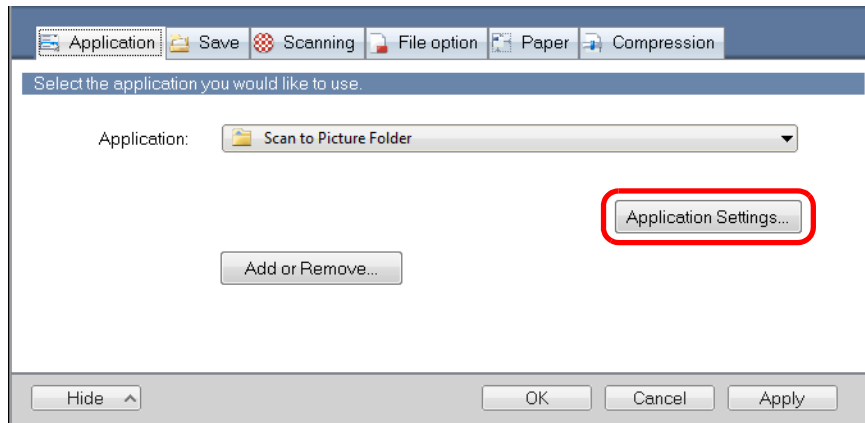 Application Save Scanning File option Paper Compression
Select the application you would like to use.
Application: Scan to Picture Folder
Application Settings...
Add or Remove...
Hide OK Cancel Apply